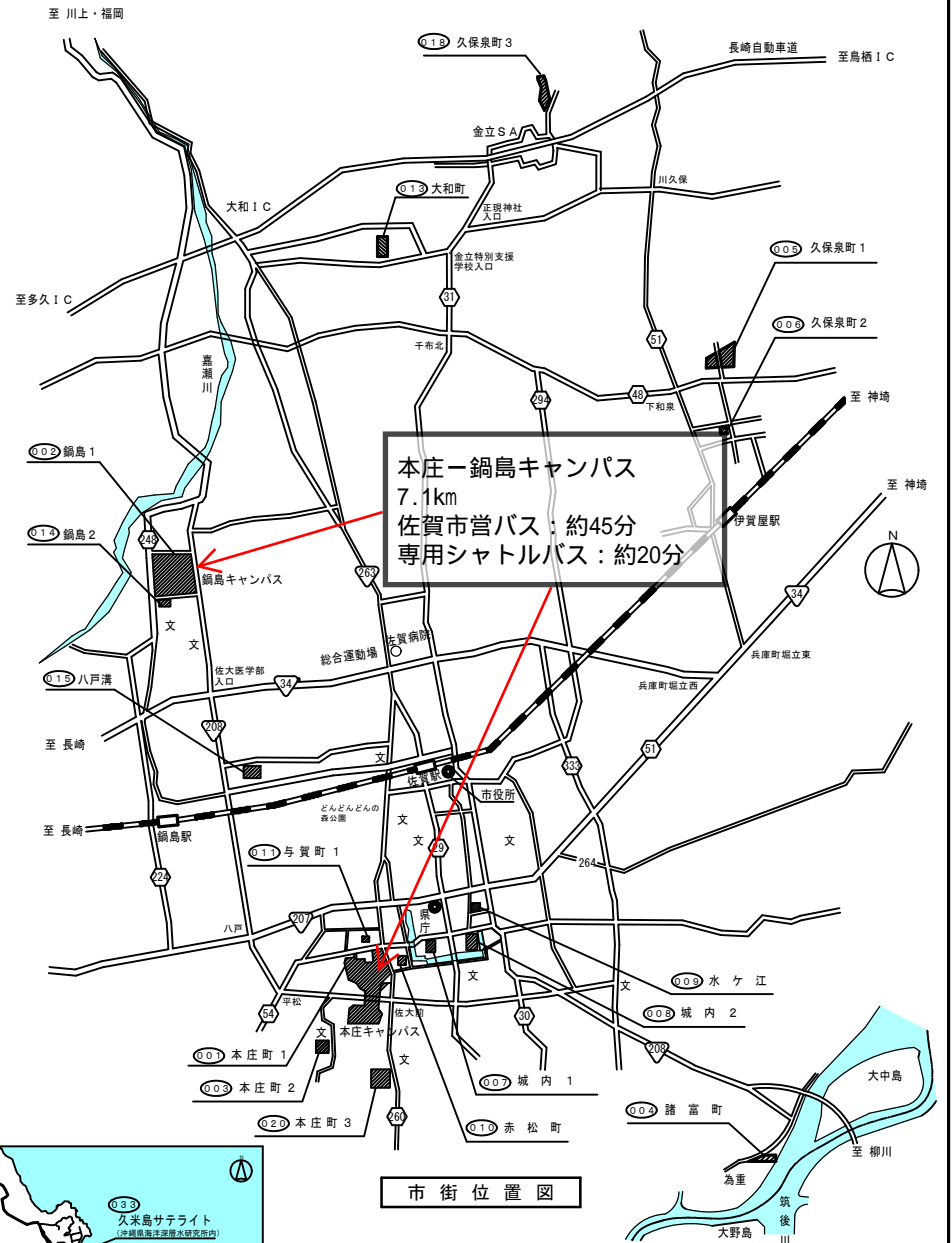 至 川上・福岡
018 久保泉町3
長崎自動車道
至鳥栖IC
金立SA
川久保
013 大和町
大和IC
正現神社
入口
005 久保泉町1
金立特別支援
学校入口
至多久IC
31
006 久保泉町2
51
千布北
嘉瀬川
294
48
下和泉
至 神埼
002 鍋島1
本庄－鍋島キャンパス
7.1km
佐賀市営バス：約45分
専用シャトルバス：約20分
至 神埼
伊賀屋駅
N
014 鍋島2
248
鍋島キャンパス
263
34
文
文
総合運動場
佐賀病院
兵庫町堀立東
015 八戸溝
佐大医学部
入口
34
兵庫町堀立西
208
至 長崎
文
51
佐賀駅
333
市役所
どんどんどんの
森公園
文
至 長崎
鍋島駅
文
29
文
011 与賀町1
264
224
207
県庁
八戸
009 水ケ江
文
文
008 城内2
平松
54
佐大前
30
文
本庄キャンパス
001 本庄町1
208
文
003 本庄町2
007 城内1
大中島
020 本庄町3
260
010 赤松町
004 諸富町
至 柳川
為重
市街位置図
筑後川
大野島
033
久米島サテライト
(沖縄県海洋深層水研究所内)
N